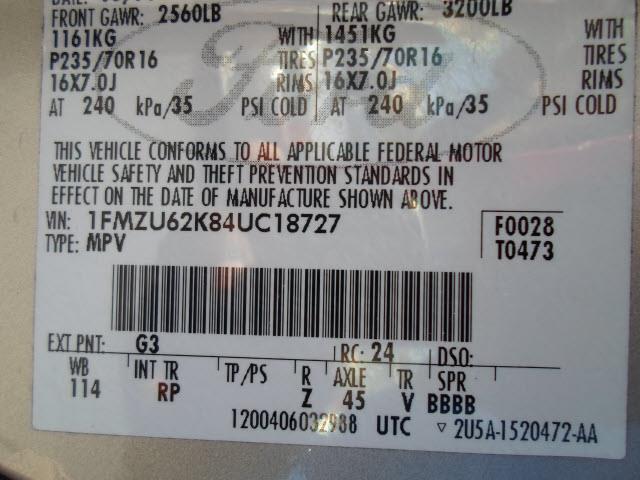 FRONT GAWR: 2560LB REAR GAWR: 3200LB
1161KG WITH 1451KG WITH
P235/70R16 TIRES P235/70R16 TIRES
16X7.0J RIMS 16X7.0J RIMS
AT 240 kPa/35 PSI COLD AT 240 kPa/35 PSI COLD
Ford
THIS VEHICLE CONFORMS TO ALL APPLICABLE FEDERAL MOTOR
VEHICLE SAFETY AND THEFT PREVENTION STANDARDS IN
EFFECT ON THE DATE OF MANUFACTURE SHOWN ABOVE.
VIN: 1FMZU62K84UC18727 F0028
TYPE: MPV T0473
EXT PNT: G3 RC: 24 DSO:
WB INT TR TP/PS R AXLE TR SPR
114 RP Z 45 V BBBB
1200406032988 UTC ▽ 2U5A-1520472-AA